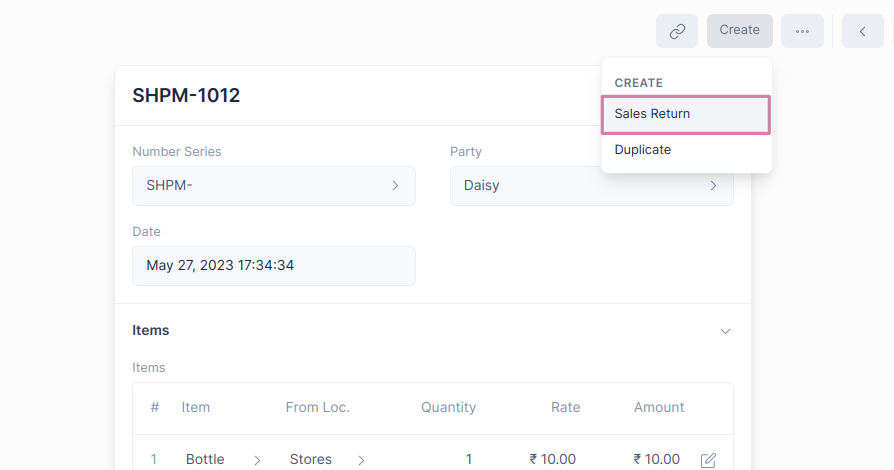 Create
CREATE
Sales Return
Duplicate
SHPM-1012
Number Series
Party
SHPM-
Daisy
Date
May 27, 2023 17:34:34
Items
Items
# Item From Loc. Quantity Rate Amount
1 Bottle Stores 1 ₹ 10.00 ₹ 10.00